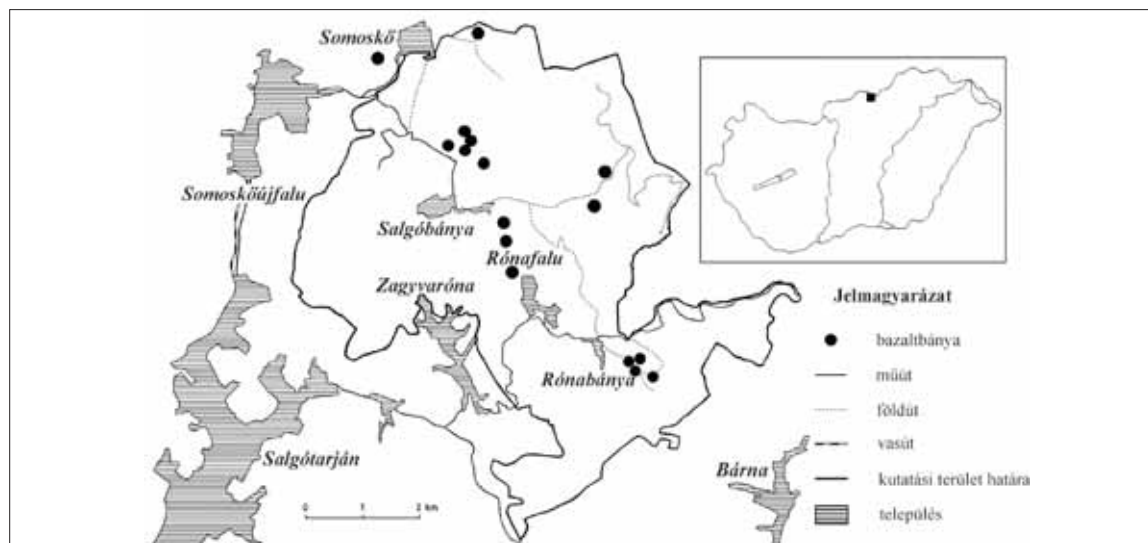 Somoskő
Somoskőújfalu
Salgóbánya
Rónafalu
Zagyvaróna
Rónabánya
Salgótarján
Bárna
0 1 2 km
Jelmagyarázat
bazaltbánya
műút
földút
vasút
kutatási terület határa
település